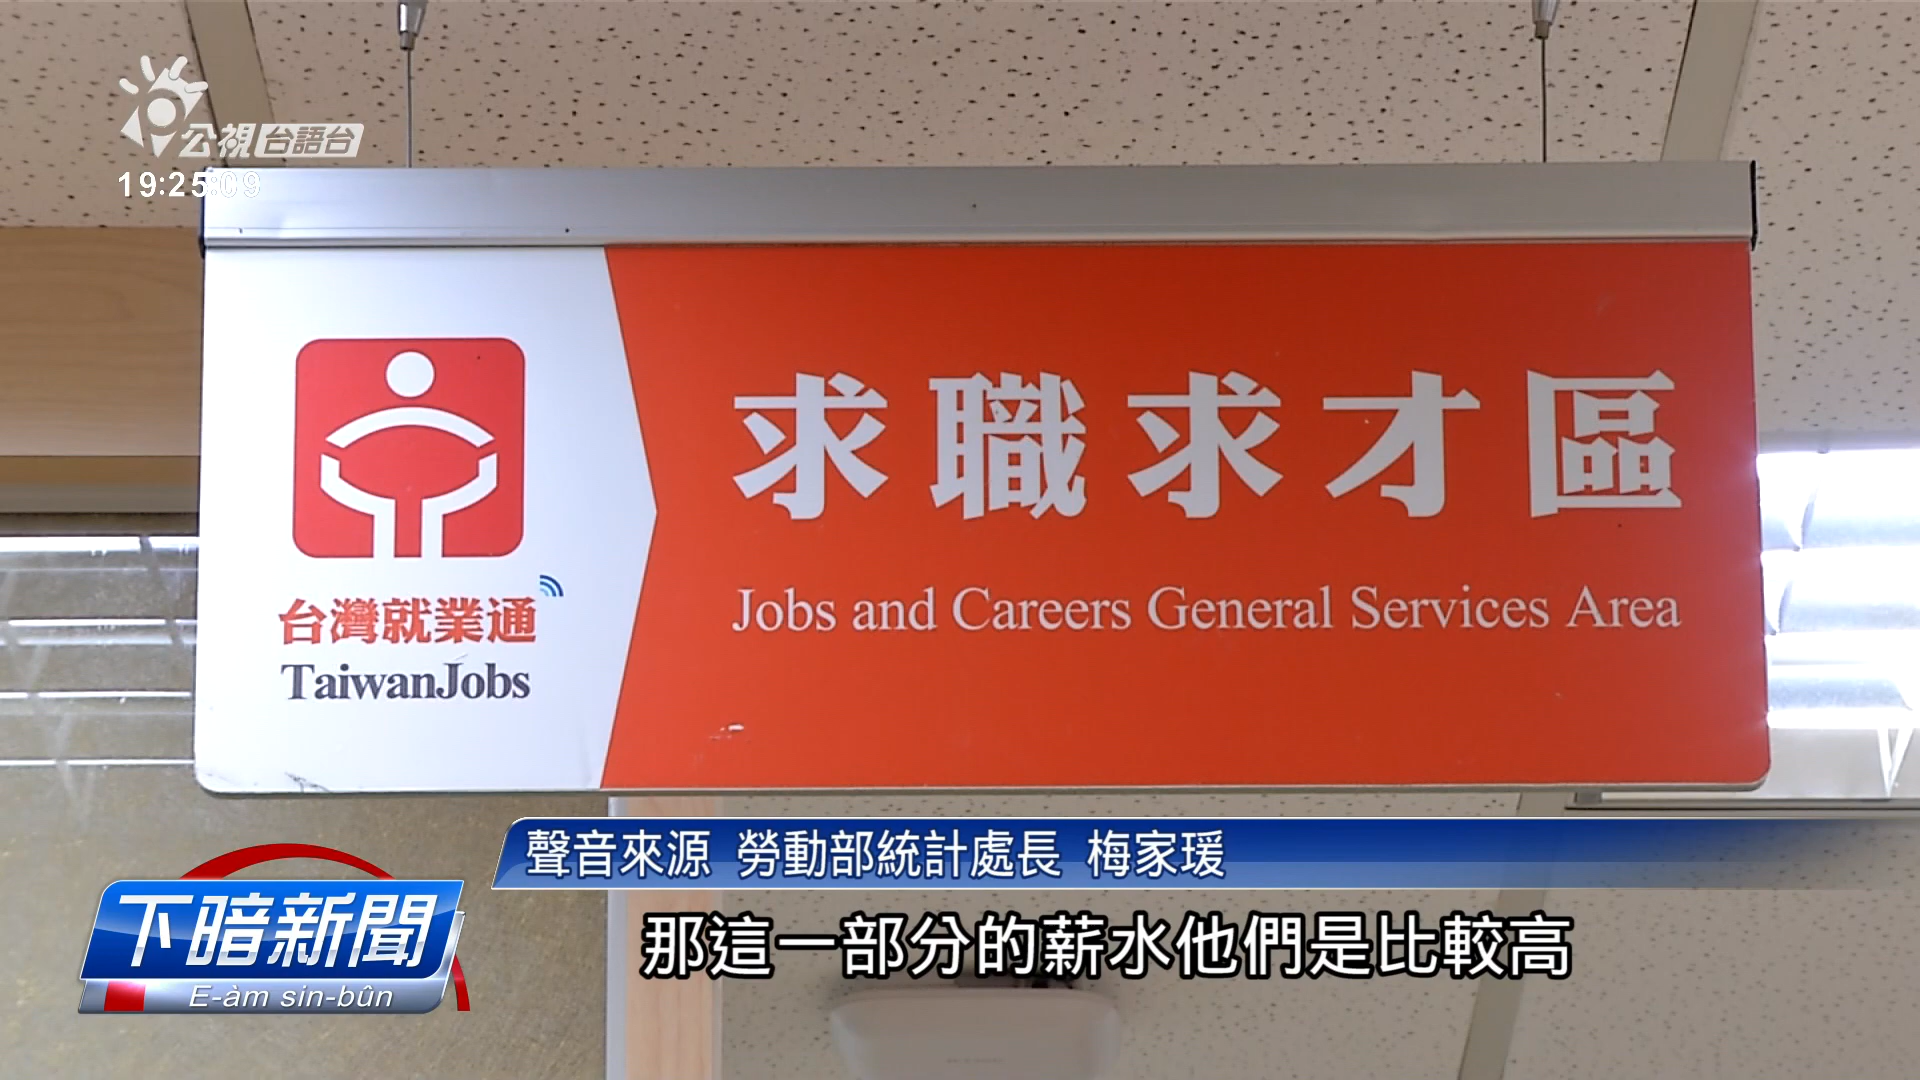 公視台語台
19:25:09
求職求才區
Jobs and Careers General Services Area
台灣就業通
TaiwanJobs
聲音來源 勞動部統計處長 梅家瑗
下暗新聞
E-àm sin-bûn
那這一部分的薪水他們是比較高